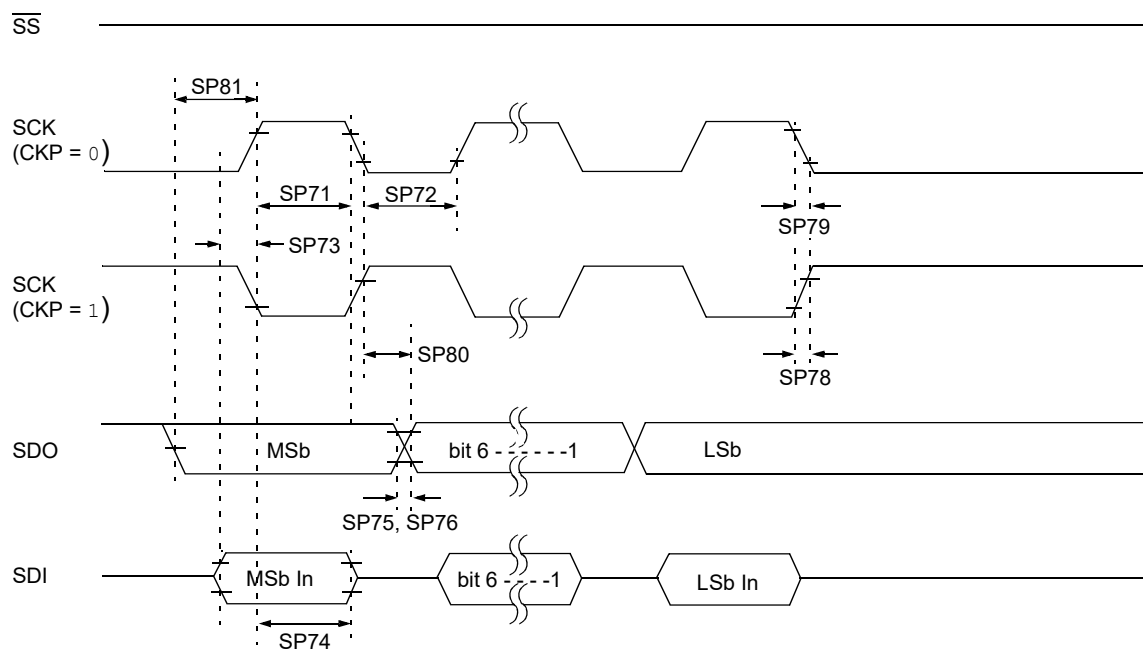 SS
SP81
SCK
(CKP = 0)
SP71
SP72
SP79
SP73
SCK
(CKP = 1)
SP80
SP78
SDO
MSb
bit 6 - - - - - - -1
LSb
SP75, SP76
SDI
MSb In
bit 6 - - - - - -1
LSb In
SP74